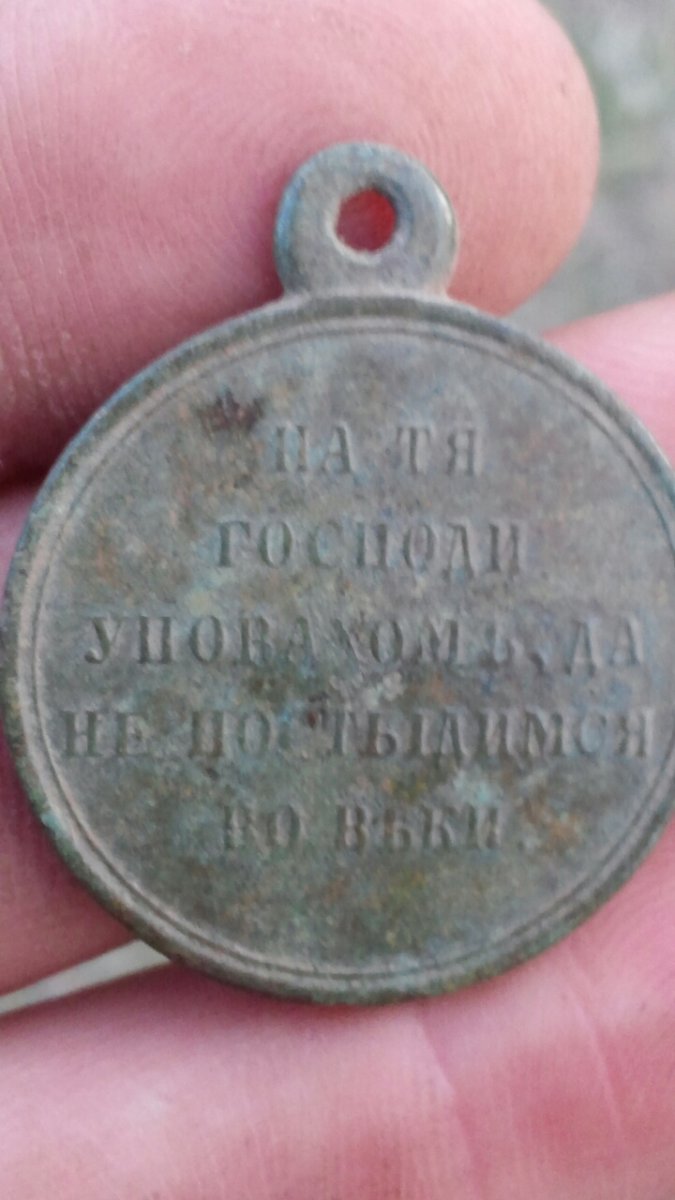 НА ТЯ
ГОСПОДИ
УПОВАХОМЪ, ДА
НЕ ПОСТЫДИМСЯ
ВО ВѢКИ.